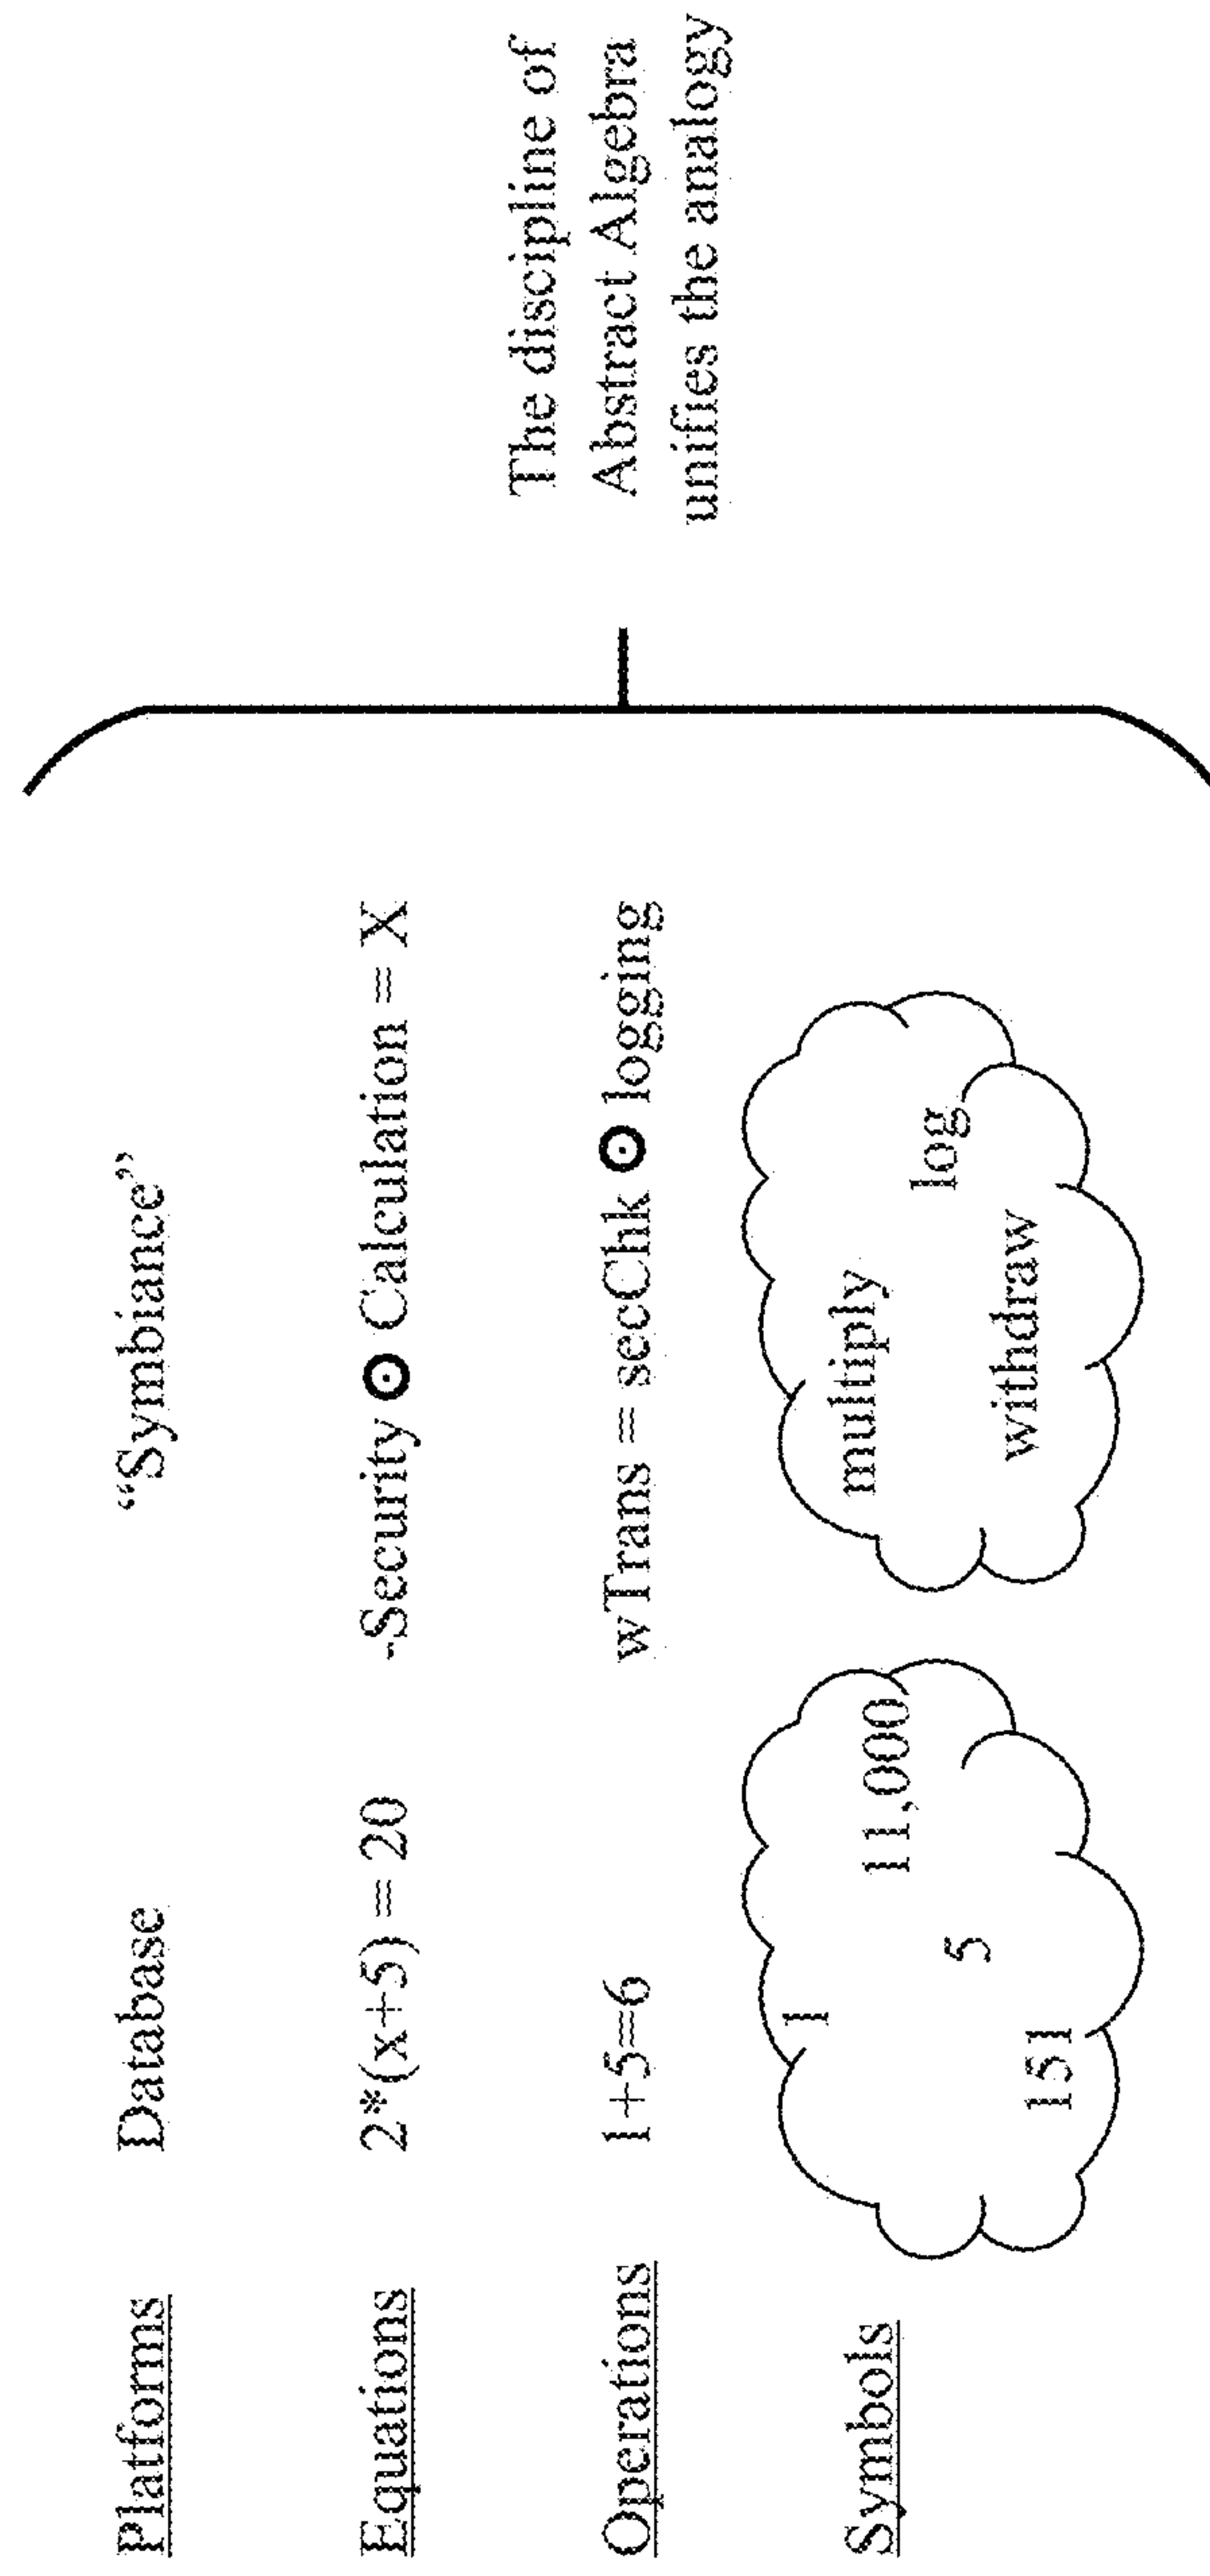 Platforms Database “Symbiance”
Equations 2*(x+5) = 20 -Security ⊙ Calculation = X
Operations 1+5=6 wTrans = secChk ⊙ logging
Symbols
1
11,000
5
151
multiply
log
withdraw
The discipline of
Abstract Algebra
unifies the analogy